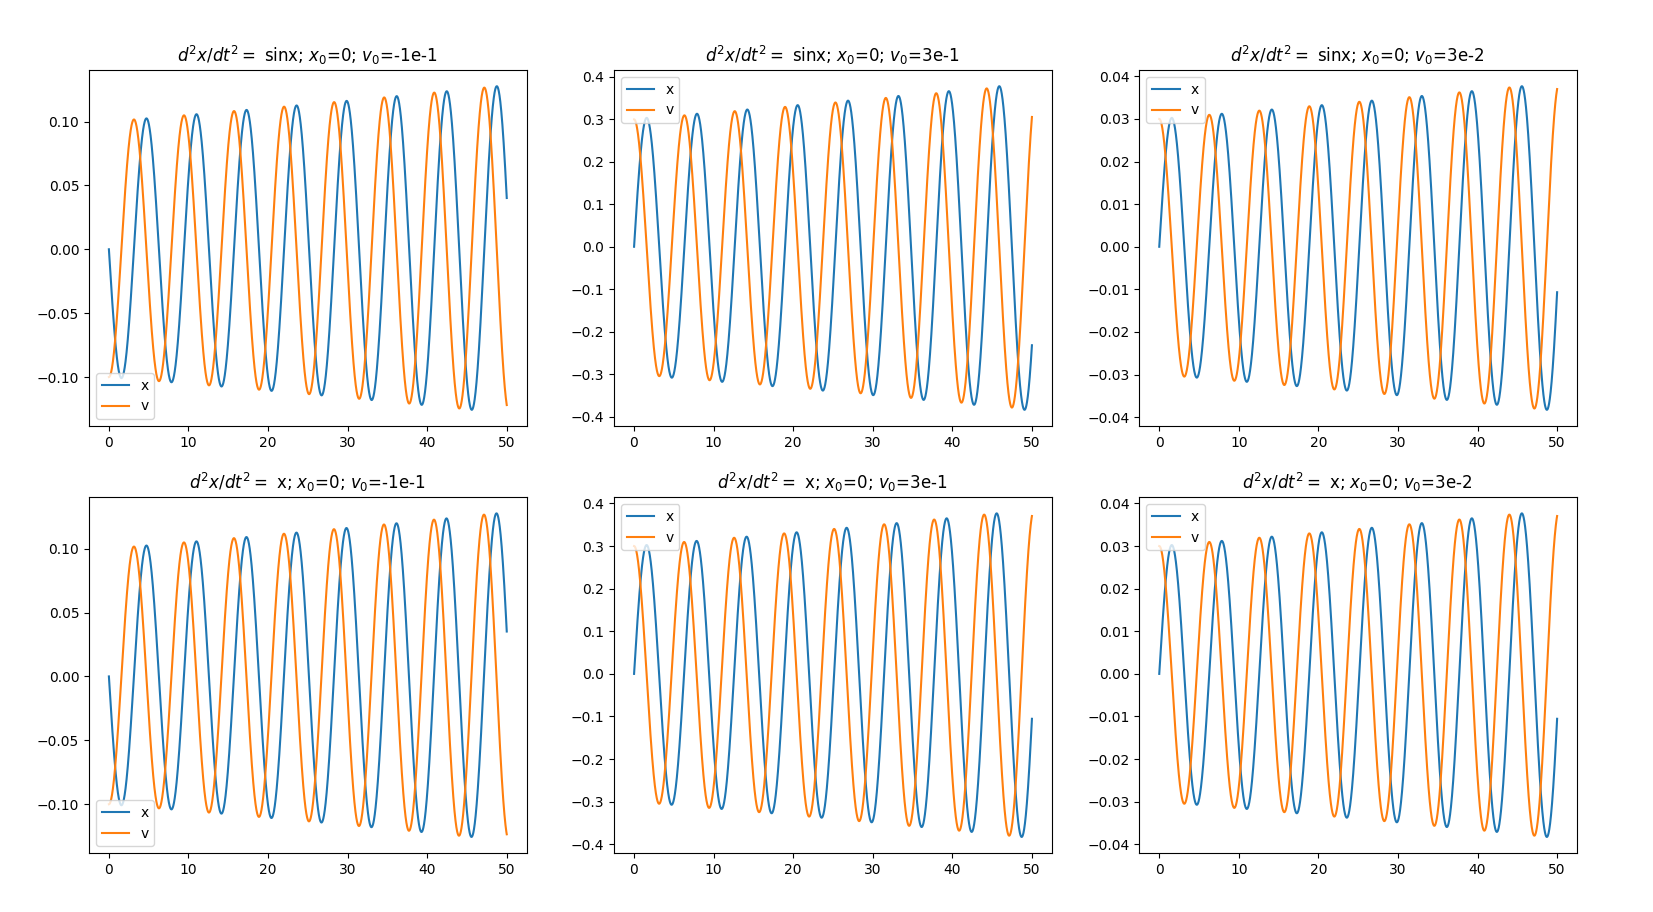 d²x/dt² = sinx; x₀=0; v₀=-1e-1
0.10
0.05
0.00
−0.05
−0.10
x
v
0 10 20 30 40 50
d²x/dt² = sinx; x₀=0; v₀=3e-1
0.4
0.3
0.2
0.1
0.0
−0.1
−0.2
−0.3
−0.4
x
v
0 10 20 30 40 50
d²x/dt² = sinx; x₀=0; v₀=3e-2
0.04
0.03
0.02
0.01
0.00
−0.01
−0.02
−0.03
−0.04
x
v
0 10 20 30 40 50
d²x/dt² = x; x₀=0; v₀=-1e-1
0.10
0.05
0.00
−0.05
−0.10
x
v
0 10 20 30 40 50
d²x/dt² = x; x₀=0; v₀=3e-1
0.4
0.3
0.2
0.1
0.0
−0.1
−0.2
−0.3
−0.4
x
v
0 10 20 30 40 50
d²x/dt² = x; x₀=0; v₀=3e-2
0.04
0.03
0.02
0.01
0.00
−0.01
−0.02
−0.03
−0.04
x
v
0 10 20 30 40 50